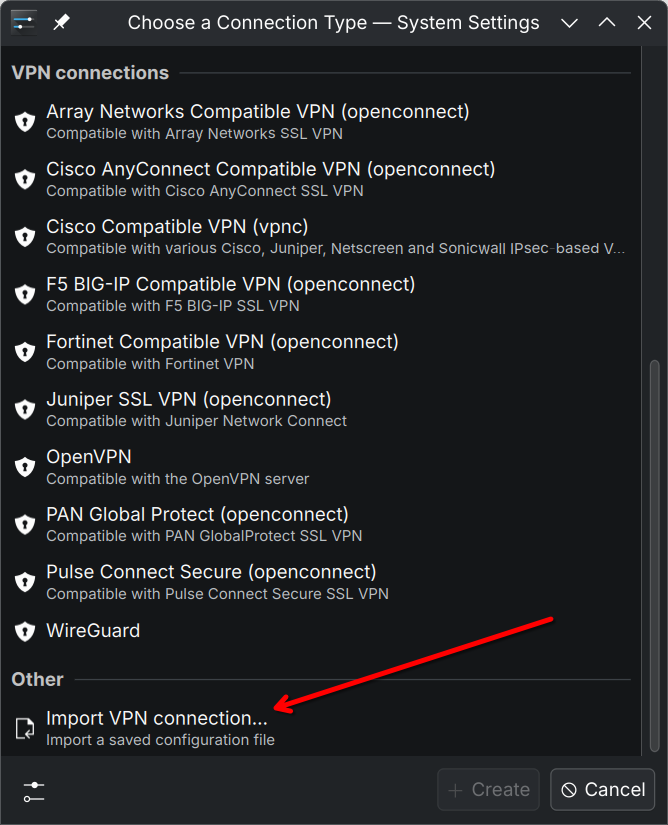 Choose a Connection Type — System Settings
VPN connections
Array Networks Compatible VPN (openconnect)
Compatible with Array Networks SSL VPN
Cisco AnyConnect Compatible VPN (openconnect)
Compatible with Cisco AnyConnect SSL VPN
Cisco Compatible VPN (vpnc)
Compatible with various Cisco, Juniper, Netscreen and Sonicwall IPsec-based V...
F5 BIG-IP Compatible VPN (openconnect)
Compatible with F5 BIG-IP SSL VPN
Fortinet Compatible VPN (openconnect)
Compatible with Fortinet VPN
Juniper SSL VPN (openconnect)
Compatible with Juniper Network Connect
OpenVPN
Compatible with the OpenVPN server
PAN Global Protect (openconnect)
Compatible with PAN GlobalProtect SSL VPN
Pulse Connect Secure (openconnect)
Compatible with Pulse Connect Secure SSL VPN
WireGuard
Other
Import VPN connection...
Import a saved configuration file
+ Create
Cancel